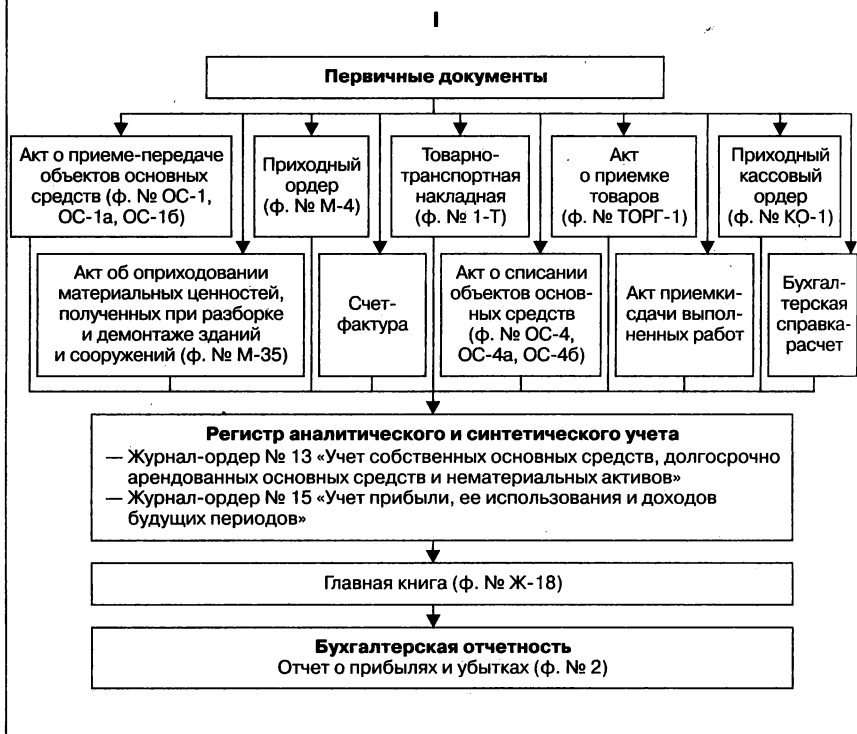 I
Первичные документы
Акт о приеме-передаче
объектов основных
средств (ф. № ОС-1,
ОС-1а, ОС-1б)
Приходный
ордер
(ф. № М-4)
Товарно-
транспортная
накладная
(ф. № 1-Т)
Акт
о приемке
товаров
(ф. № ТОРГ-1)
Приходный
кассовый
ордер
(ф. № КО-1)
Акт об оприходовании
материальных ценностей,
полученных при разборке
и демонтаже зданий
и сооружений (ф. № М-35)
Счет-
фактура
Акт о списании
объектов основ-
ных средств
(ф. № ОС-4,
ОС-4а, ОС-4б)
Акт приемки-
сдачи выпол-
ненных работ
Бухгал-
терская
справка-
расчет
Регистр аналитического и синтетического учета
— Журнал-ордер № 13 «Учет собственных основных средств, долгосрочно
арендованных основных средств и нематериальных активов»
— Журнал-ордер № 15 «Учет прибыли, ее использования и доходов
будущих периодов»
Главная книга (ф. № Ж-18)
Бухгалтерская отчетность
Отчет о прибылях и убытках (ф. № 2)